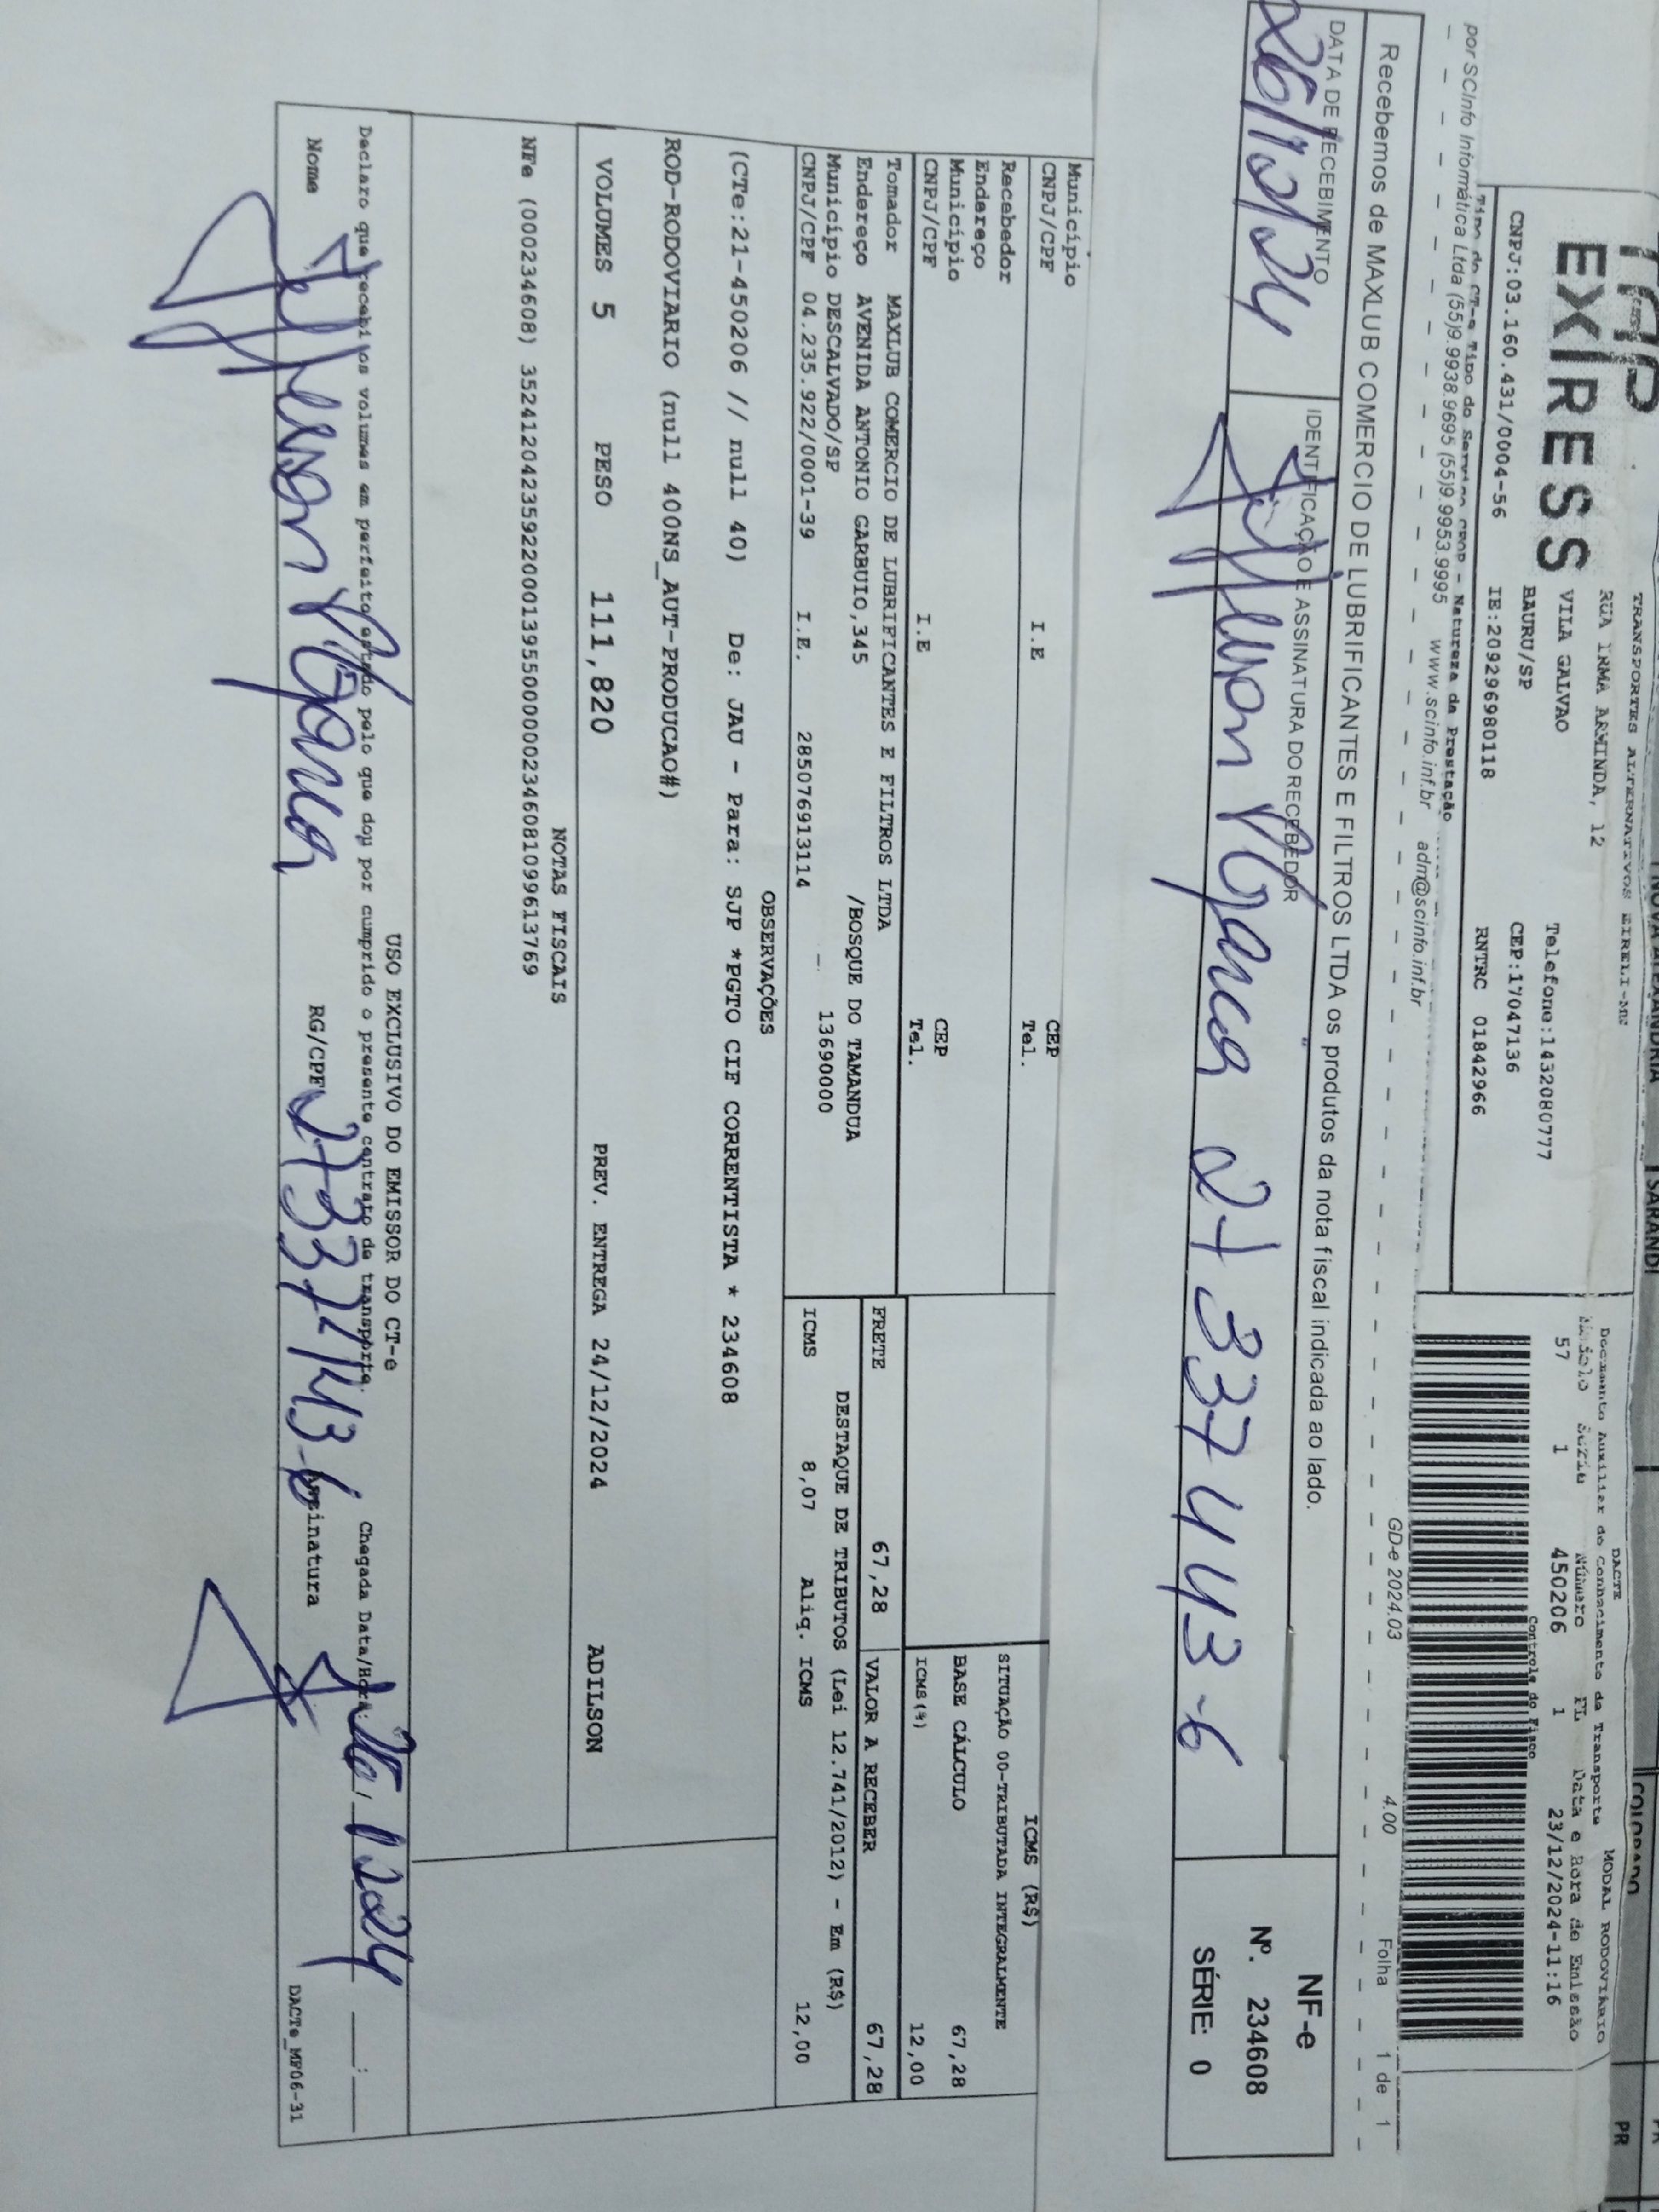 TRANSPORTES ALTERNATIVOS EIRELI-ME
RUA IRMA ARMINDA, 12
EXPRESS VILA GALVAO Telefone:1432080777
BAURU/SP CEP:17047136
CNPJ:03.160.431/0004-56 IE:209296980118 RNTRC 01842966
DACTE MODAL RODOVIÁRIO
Documento Auxiliar do Conhecimento de Transporte
Modelo Serie Número FL Data e Hora de Emissão
57 1 450206 1 23/12/2024-11:16
Controle do Fisco
Tipo do CT-e Tipo do Serviço CFOP - Natureza da Prestação
por SCInfo Informática Ltda (55)9.9938.9695 (55)9.9953.9995 www.scinfo.inf.br adm@scinfo.inf.br
GD-e 2024.03 4.00 Folha 1 de 1
Recebemos de MAXLUB COMERCIO DE LUBRIFICANTES E FILTROS LTDA os produtos da nota fiscal indicada ao lado.
DATA DE RECEBIMENTO IDENTIFICAÇÃO E ASSINATURA DO RECEBEDOR
26/12/24 27 337 443-6
NF-e
Nº. 234608
SÉRIE: 0
Município CEP
CNPJ/CPF I.E Tel.
Recebedor
Endereço
Município CEP
CNPJ/CPF I.E Tel.
ICMS (R$)
SITUAÇÃO 00-TRIBUTADA INTEGRALMENTE
BASE CÁLCULO 67,28
ICMS(%) 12,00
Tomador MAXLUB COMERCIO DE LUBRIFICANTES E FILTROS LTDA
Endereço AVENIDA ANTONIO GARBUIO,345 /BOSQUE DO TAMANDUA
Município DESCALVADO/SP 13690000
CNPJ/CPF 04.235.922/0001-39 I.E. 285076913114
FRETE 67,28 VALOR A RECEBER 67,28
DESTAQUE DE TRIBUTOS (Lei 12.741/2012) - Em (R$)
ICMS 8,07 Aliq. ICMS 12,00
OBSERVAÇÕES
(CTe:21-450206 // null 40) De: JAU - Para: SJP *PGTO CIF CORRENTISTA * 234608
ROD-RODOVIARIO (null 400NS_AUT-PRODUCAO#)
VOLUMES 5 PESO 111,820 PREV. ENTREGA 24/12/2024 ADILSON
NOTAS FISCAIS
NFe (000234608) 35241204235922000139550000002346081099613769
USO EXCLUSIVO DO EMISSOR DO CT-e
Declaro que recebi os volumes em perfeito estado pelo que dou por cumprido o presente contrato de transporte. Chegada Data/Hora: 26/12/24 __:__
Nome RG/CPF 27337443-6 Assinatura
DACTe_MF06-31